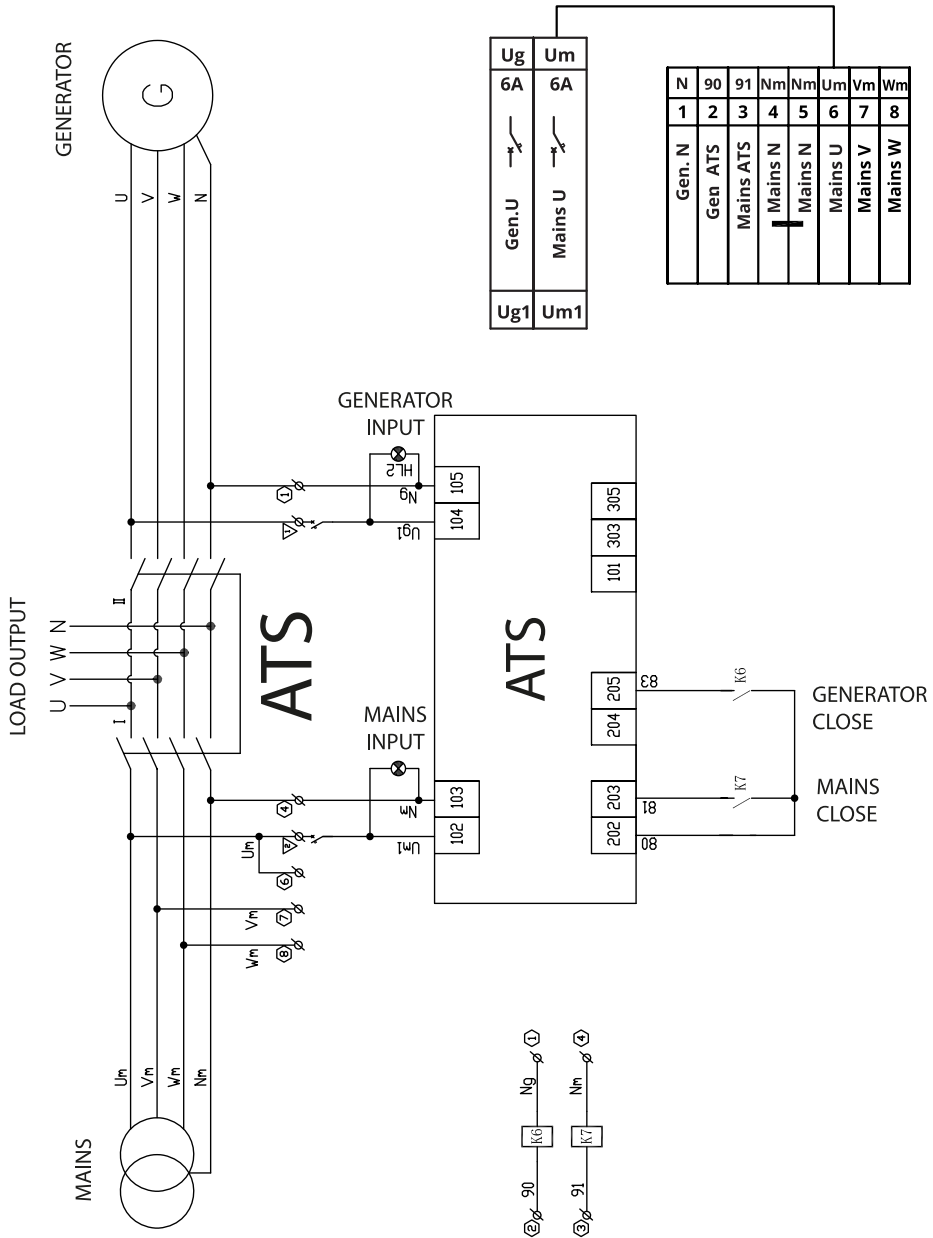 GENERATOR
G
U
V
W
N
Ug Um
6A 6A
Gen.U Mains U
Ug1 Um1
N 90 91 Nm Nm Um Vm Wm
1 2 3 4 5 6 7 8
Gen. N
Gen ATS
Mains ATS
Mains N
Mains N
Mains U
Mains V
Mains W
LOAD OUTPUT
U V W N
I
II
ATS
GENERATOR
INPUT
HL2
1
Ng
1
Ug1
105
104
MAINS
INPUT
4
Nm
2
Um1
Um
6
Vm
7
Wm
8
103
102
ATS
305
303
101
205
204
203
202
83
81
80
K6
K7
GENERATOR
CLOSE
MAINS
CLOSE
Um
Vm
Wm
Nm
MAINS
2 90 K6 Ng 1
3 91 K7 Nm 4